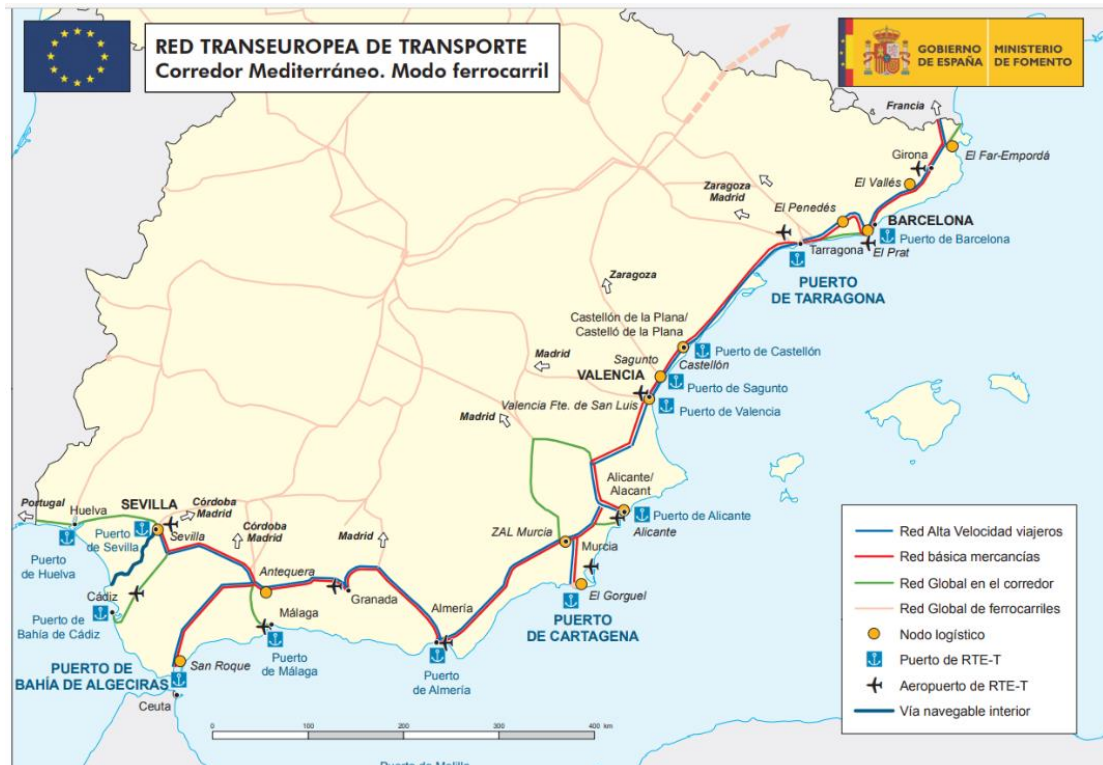 RED TRANSEUROPEA DE TRANSPORTE
Corredor Mediterráneo. Modo ferrocarril
GOBIERNO
DE ESPAÑA
MINISTERIO
DE FOMENTO
Francia
Girona
El Far-Empordá
El Vallés
Zaragoza
Madrid
El Penedés
BARCELONA
Puerto de Barcelona
Tarragona
El Prat
PUERTO
DE TARRAGONA
Zaragoza
Castellón de la Plana/
Castelló de la Plana
Puerto de Castellón
Madrid
Sagunto
Castellón
VALENCIA
Puerto de Sagunto
Valencia Fte. de San Luis
Puerto de Valencia
Madrid
Alicante/
Alacant
Puerto de Alicante
Alicante
ZAL Murcia
Murcia
El Gorguel
PUERTO
DE CARTAGENA
Portugal
Huelva
SEVILLA
Córdoba
Madrid
Puerto
de Sevilla
Sevilla
Puerto
de Huelva
Córdoba
Madrid
Madrid
Antequera
Cádiz
Granada
Almería
Málaga
Puerto de
Bahía de Cádiz
Puerto
de Málaga
Puerto
de Almería
San Roque
PUERTO DE
BAHÍA DE ALGECIRAS
Ceuta
0
100
200
300
400 km
Puerto de Melilla
Red Alta Velocidad viajeros
Red básica mercancías
Red Global en el corredor
Red Global de ferrocarriles
Nodo logístico
Puerto de RTE-T
Aeropuerto de RTE-T
Vía navegable interior